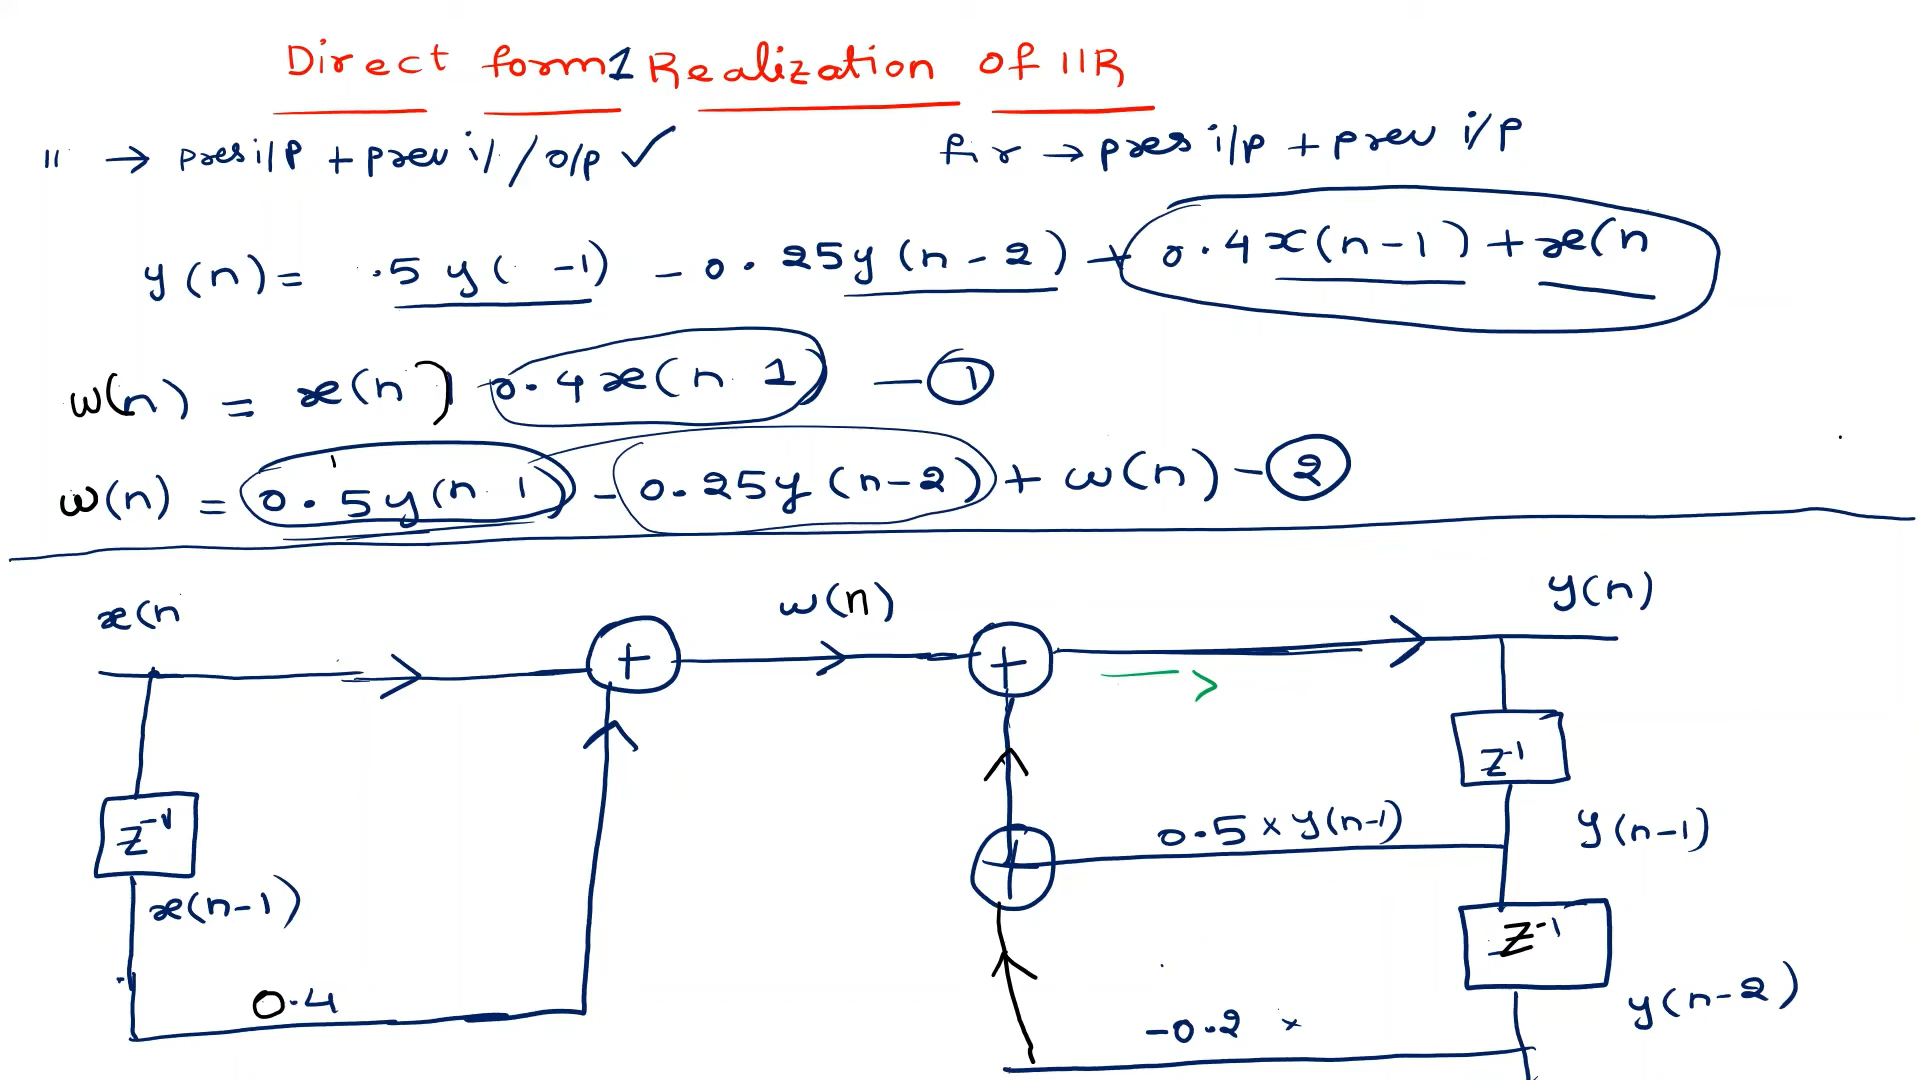 Direct form1 Realization of IIR
11 → pres i/p + prev i/ / o/p ✓
fir → pres i/p + prev i/p
y(n) = .5 y( -1) - 0.25y(n-2) + 0.4x(n-1) + x(n
w(n) = x(n) 0.4x(n 1) - 1
w(n) = 0.5y(n 1) - 0.25y(n-2) + w(n) - 2
x(n
w(n)
y(n)
+
+
z-1
z-1
0.5 × y(n-1)
y(n-1)
+
x(n-1)
z-1
0.4
-0.2 ×
y(n-2)